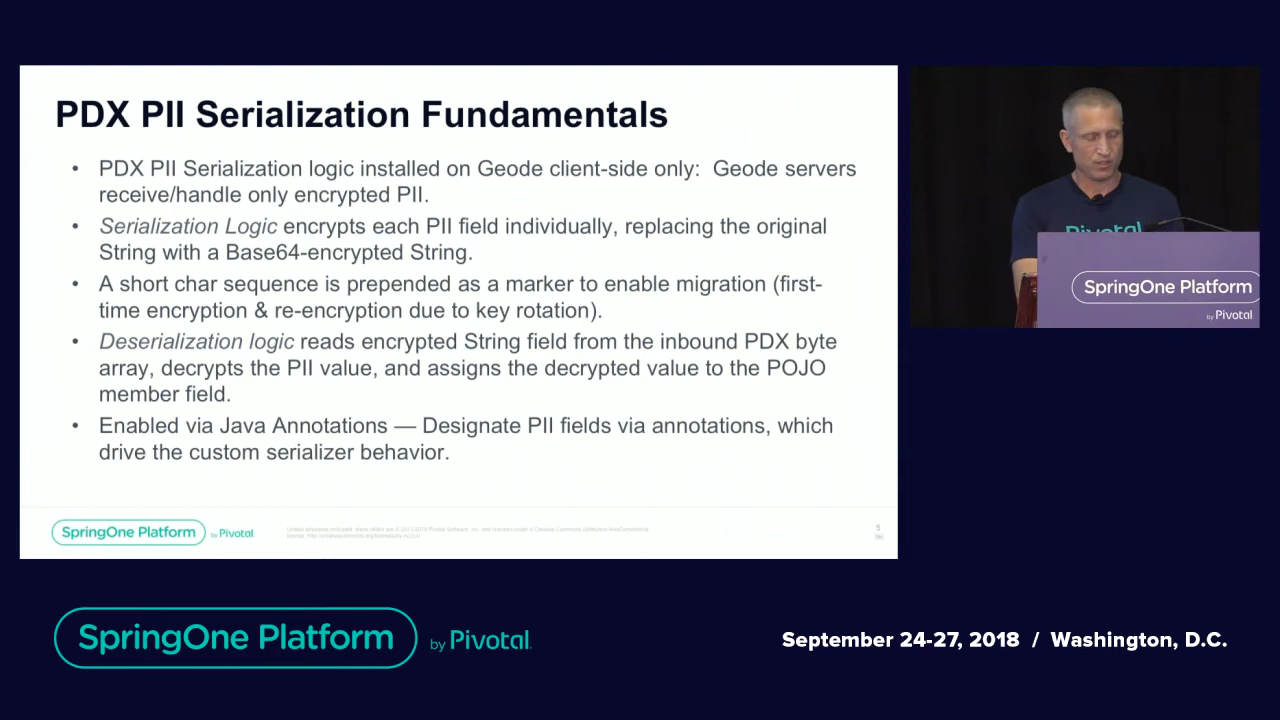 PDX PII Serialization Fundamentals
• PDX PII Serialization logic installed on Geode client-side only:  Geode servers
receive/handle only encrypted PII.
• Serialization Logic encrypts each PII field individually, replacing the original
String with a Base64-encrypted String.
• A short char sequence is prepended as a marker to enable migration (first-
time encryption & re-encryption due to key rotation).
• Deserialization logic reads encrypted String field from the inbound PDX byte
array, decrypts the PII value, and assigns the decrypted value to the POJO
member field.
• Enabled via Java Annotations — Designate PII fields via annotations, which
drive the custom serializer behavior.
SpringOne Platform by Pivotal
5
Pivotal
SpringOne Platform
by Pivotal
SpringOne Platform by Pivotal
September 24-27, 2018 / Washington, D.C.